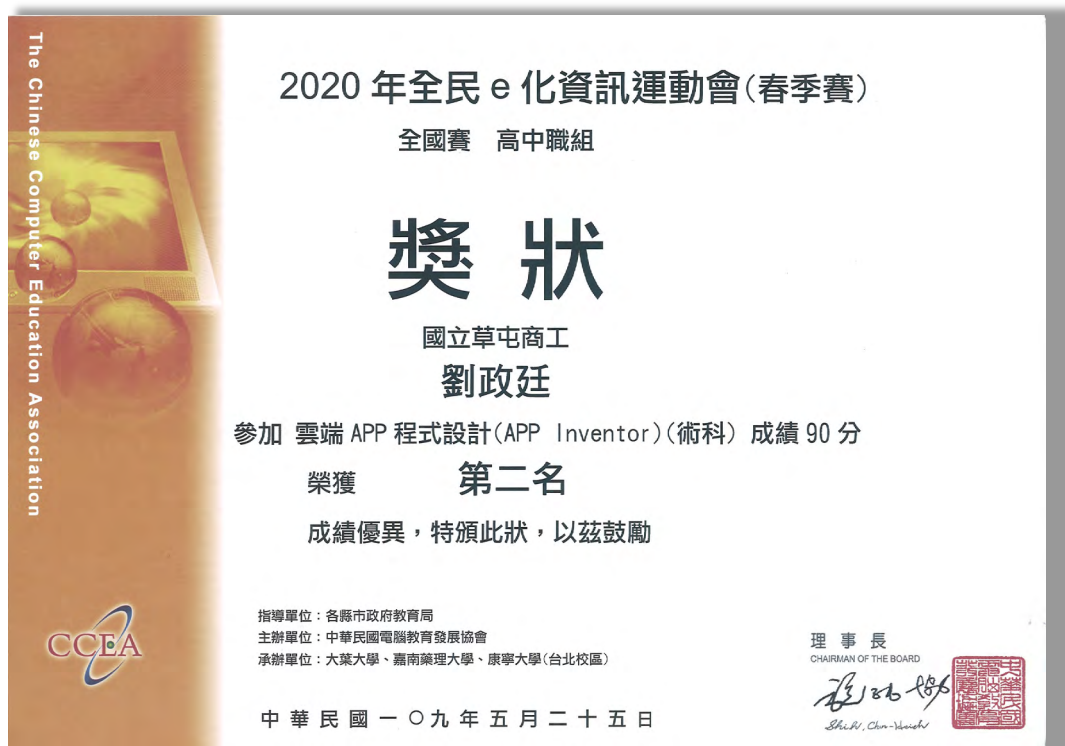 The Chinese Computer Education Association
2020 年全民 e 化資訊運動會(春季賽)
全國賽 高中職組
獎 狀
國立草屯商工
劉政廷
參加 雲端 APP 程式設計(APP Inventor)(術科) 成績 90 分
榮獲 第二名
成績優異，特頒此狀，以茲鼓勵
CCEA
指導單位：各縣市政府教育局
主辦單位：中華民國電腦教育發展協會
承辦單位：大葉大學、嘉南藥理大學、康寧大學(台北校區)
中 華 民 國 一 〇 九 年 五 月 二 十 五 日
理 事 長
CHAIRMAN OF THE BOARD